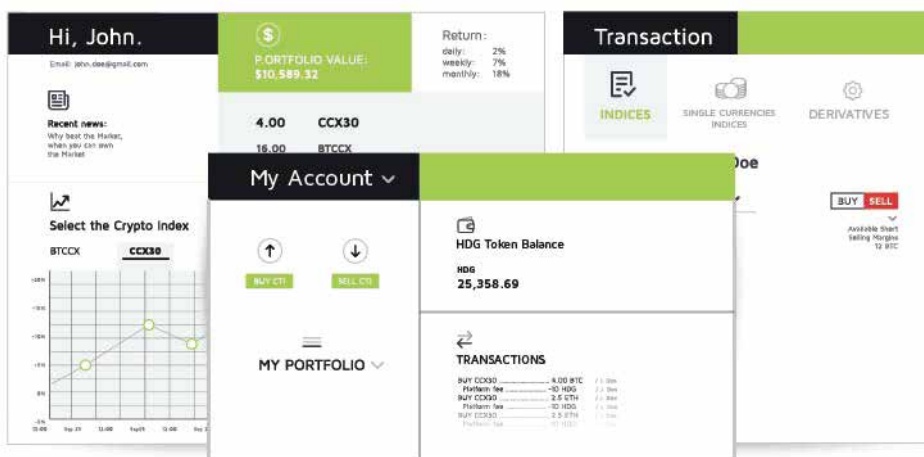 Hi, John.
Email: john.doe@gmail.com
Recent news:
Why beat the Market,
when you can own
the Market
Select the Crypto Index
BTCCX CCX30
PORTFOLIO VALUE:
$10,589.32
Return:
daily: 2%
weekly: 7%
monthly: 18%
4.00 CCX30
16.00 BTCCX
Transaction
INDICES
SINGLE CURRENCIES
INDICES
DERIVATIVES
Doe
BUY SELL
Available Short
Selling Margins
12 BTC
My Account
BUY CTI
SELL CTI
MY PORTFOLIO
HDG Token Balance
HDG
25,358.69
TRANSACTIONS
BUY CCX30 4.00 BTC
Platform fee -10 HDG
BUY CCX30 2.5 ETH
Platform fee -10 HDG
BUY CCX30 2.5 ETH